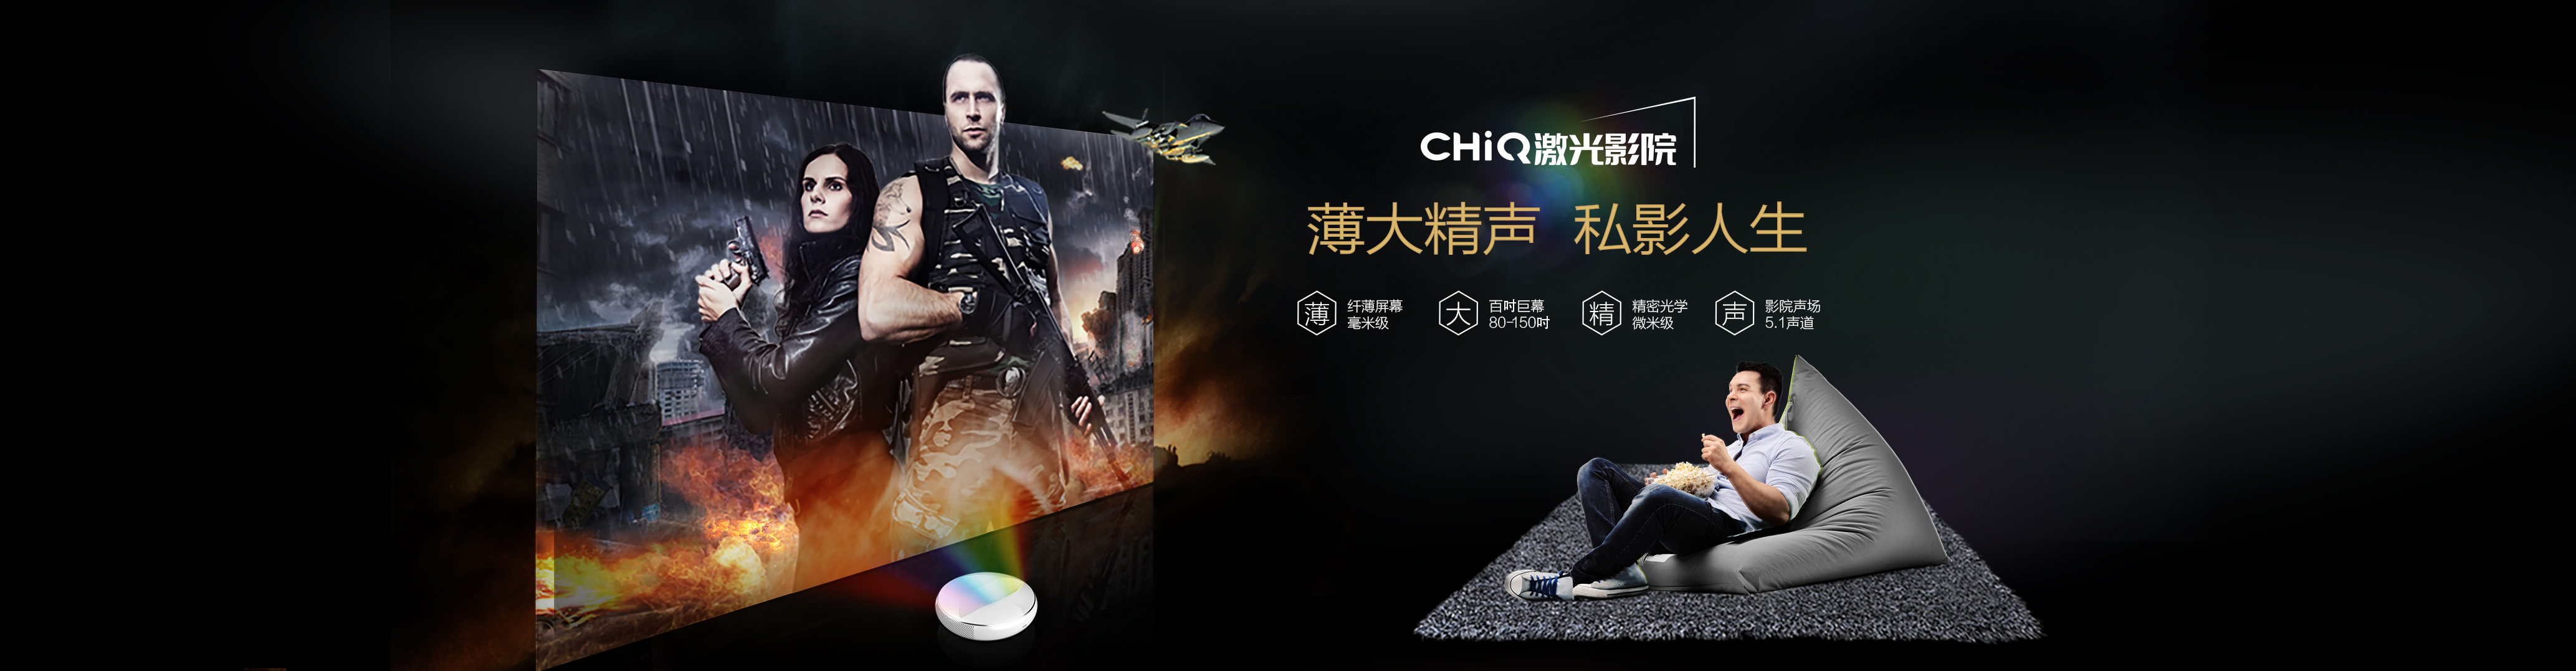 CHiQ激光影院
薄大精声 私影人生
薄 纤薄屏幕
毫米级
大 百吋巨幕
80-150吋
精 精密光学
微米级
声 影院声场
5.1声道